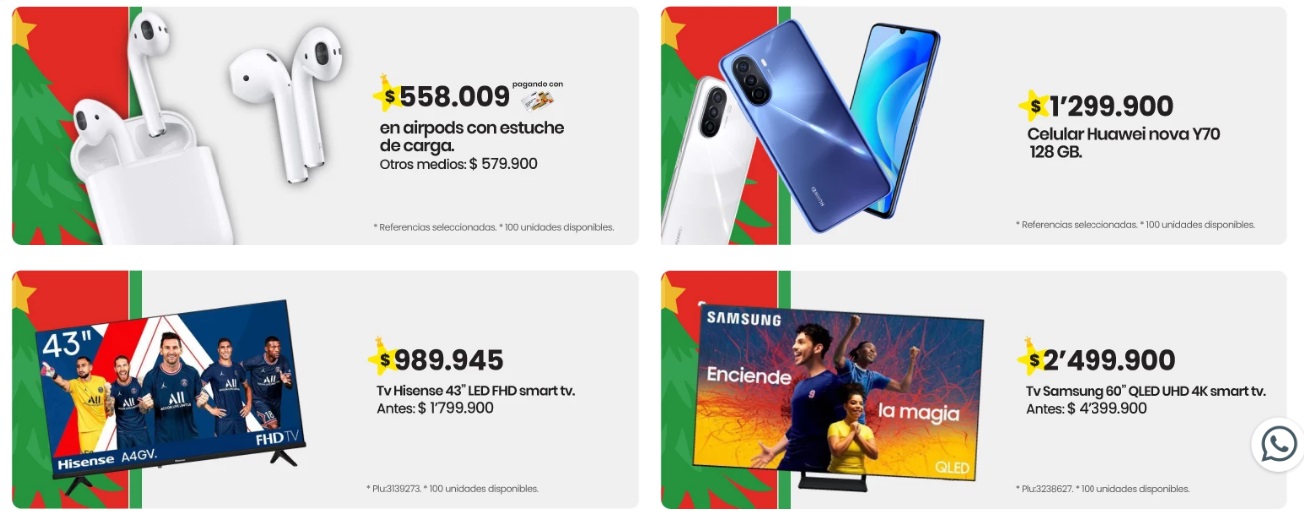 pagando con
$558.009
en airpods con estuche
de carga.
Otros medios: $ 579.900
* Referencias seleccionadas. * 100 unidades disponibles.
HUAWEI
$1'299.900
Celular Huawei nova Y70
128 GB.
* Referencias seleccionadas. * 100 unidades disponibles.
43"
FHD TV
Hisense A4GV.
$989.945
Tv Hisense 43" LED FHD smart tv.
Antes: $ 1'799.900
* Plu:3139273. * 100 unidades disponibles.
SAMSUNG
Enciende
la magia
QLED
$2'499.900
Tv Samsung 60" QLED UHD 4K smart tv.
Antes: $ 4'399.900
* Plu:3238627. * 100 unidades disponibles.